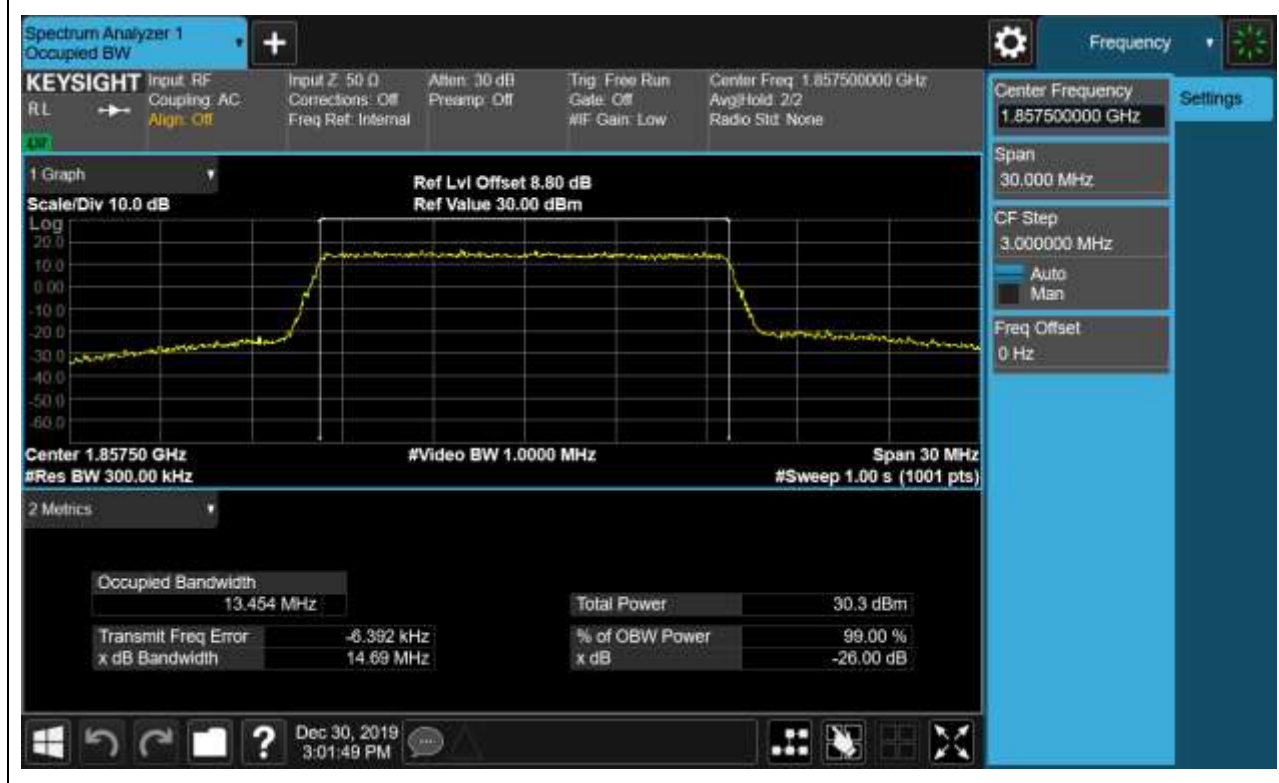 Spectrum Analyzer 1
Occupied BW
+
Frequency
KEYSIGHT
RL
Input: RF
Coupling: AC
Align: Off
Input Z: 50 Ω
Corrections: Off
Freq Ref: Internal
Atten: 30 dB
Preamp: Off
Trig: Free Run
Gate: Off
#IF Gain: Low
Center Freq: 1.857500000 GHz
Avg|Hold: 2/2
Radio Std: None
Center Frequency
1.857500000 GHz
Settings
Span
30.000 MHz
CF Step
3.000000 MHz
Auto
Man
Freq Offset
0 Hz
1 Graph
Scale/Div 10.0 dB
Ref Lvl Offset 8.80 dB
Ref Value 30.00 dBm
Log
20.0
10.0
0.00
-10.0
-20.0
-30.0
-40.0
-50.0
-60.0
Center 1.85750 GHz
#Video BW 1.0000 MHz
Span 30 MHz
#Res BW 300.00 kHz
#Sweep 1.00 s (1001 pts)
2 Metrics
Occupied Bandwidth
13.454 MHz
Total Power 30.3 dBm
Transmit Freq Error -6.392 kHz
% of OBW Power 99.00 %
x dB Bandwidth 14.69 MHz
x dB -26.00 dB
?
Dec 30, 2019
3:01:49 PM